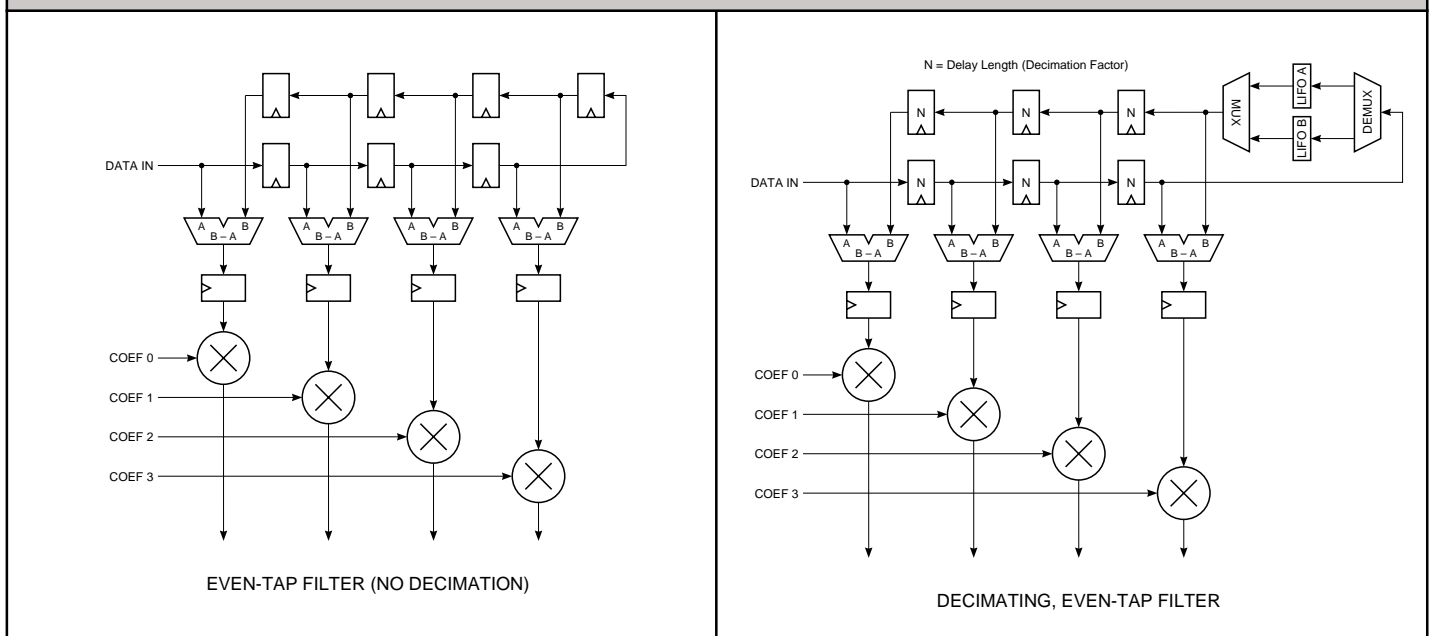 DATA IN
A B
B – A
A B
B – A
A B
B – A
A B
B – A
COEF 0
COEF 1
COEF 2
COEF 3
EVEN-TAP FILTER (NO DECIMATION)
N = Delay Length (Decimation Factor)
N
N
N
MUX
LIFO A
LIFO B
DEMUX
DATA IN
N
N
N
A B
B – A
A B
B – A
A B
B – A
A B
B – A
COEF 0
COEF 1
COEF 2
COEF 3
DECIMATING, EVEN-TAP FILTER